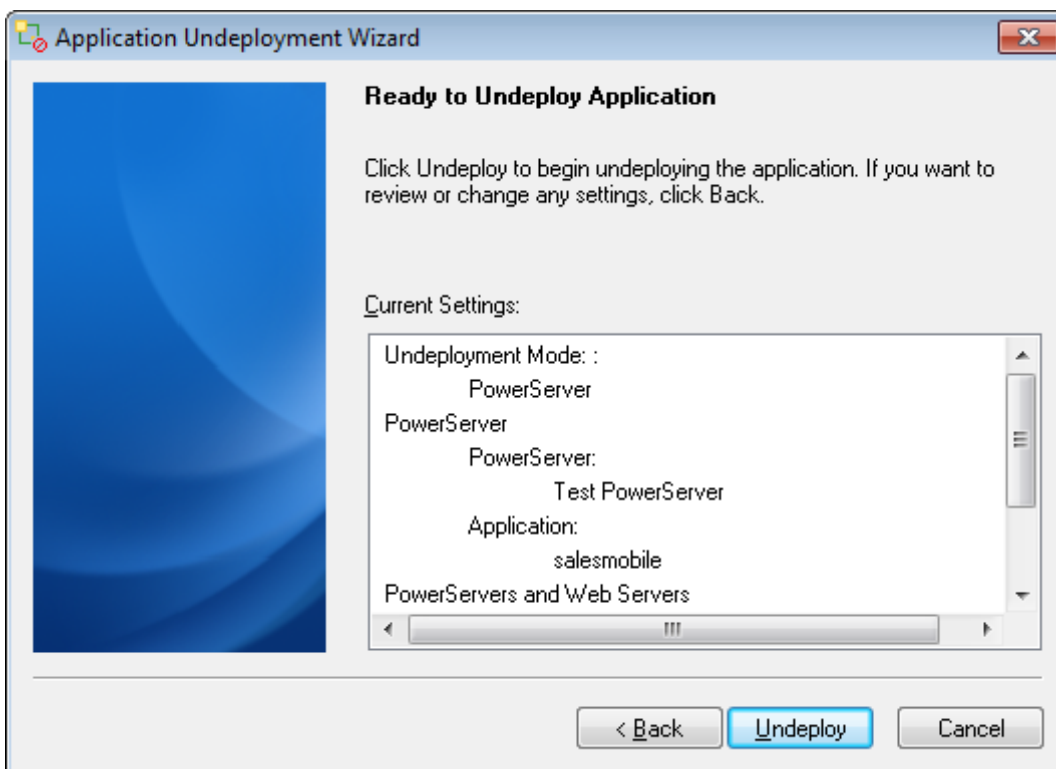 Application Undeployment Wizard
Ready to Undeploy Application
Click Undeploy to begin undeploying the application. If you want to
review or change any settings, click Back.
Current Settings:
Undeployment Mode: :
PowerServer
PowerServer
PowerServer:
Test PowerServer
Application:
salesmobile
PowerServers and Web Servers
< Back
Undeploy
Cancel